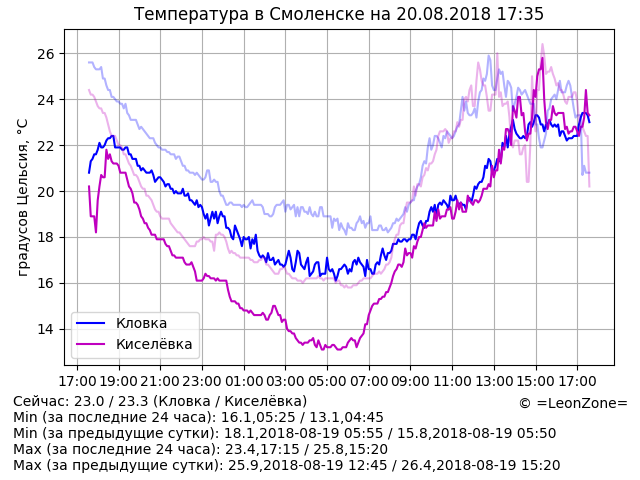 Температура в Смоленске на 20.08.2018 17:35
градусов Цельсия, °C
26
24
22
20
18
16
14
Кловка
Киселёвка
17:00 19:00 21:00 23:00 01:00 03:00 05:00 07:00 09:00 11:00 13:00 15:00 17:00
Сейчас: 23.0 / 23.3 (Кловка / Киселёвка)
© =LeonZone=
Min (за последние 24 часа): 16.1,05:25 / 13.1,04:45
Min (за предыдущие сутки): 18.1,2018-08-19 05:55 / 15.8,2018-08-19 05:50
Max (за последние 24 часа): 23.4,17:15 / 25.8,15:20
Max (за предыдущие сутки): 25.9,2018-08-19 12:45 / 26.4,2018-08-19 15:20